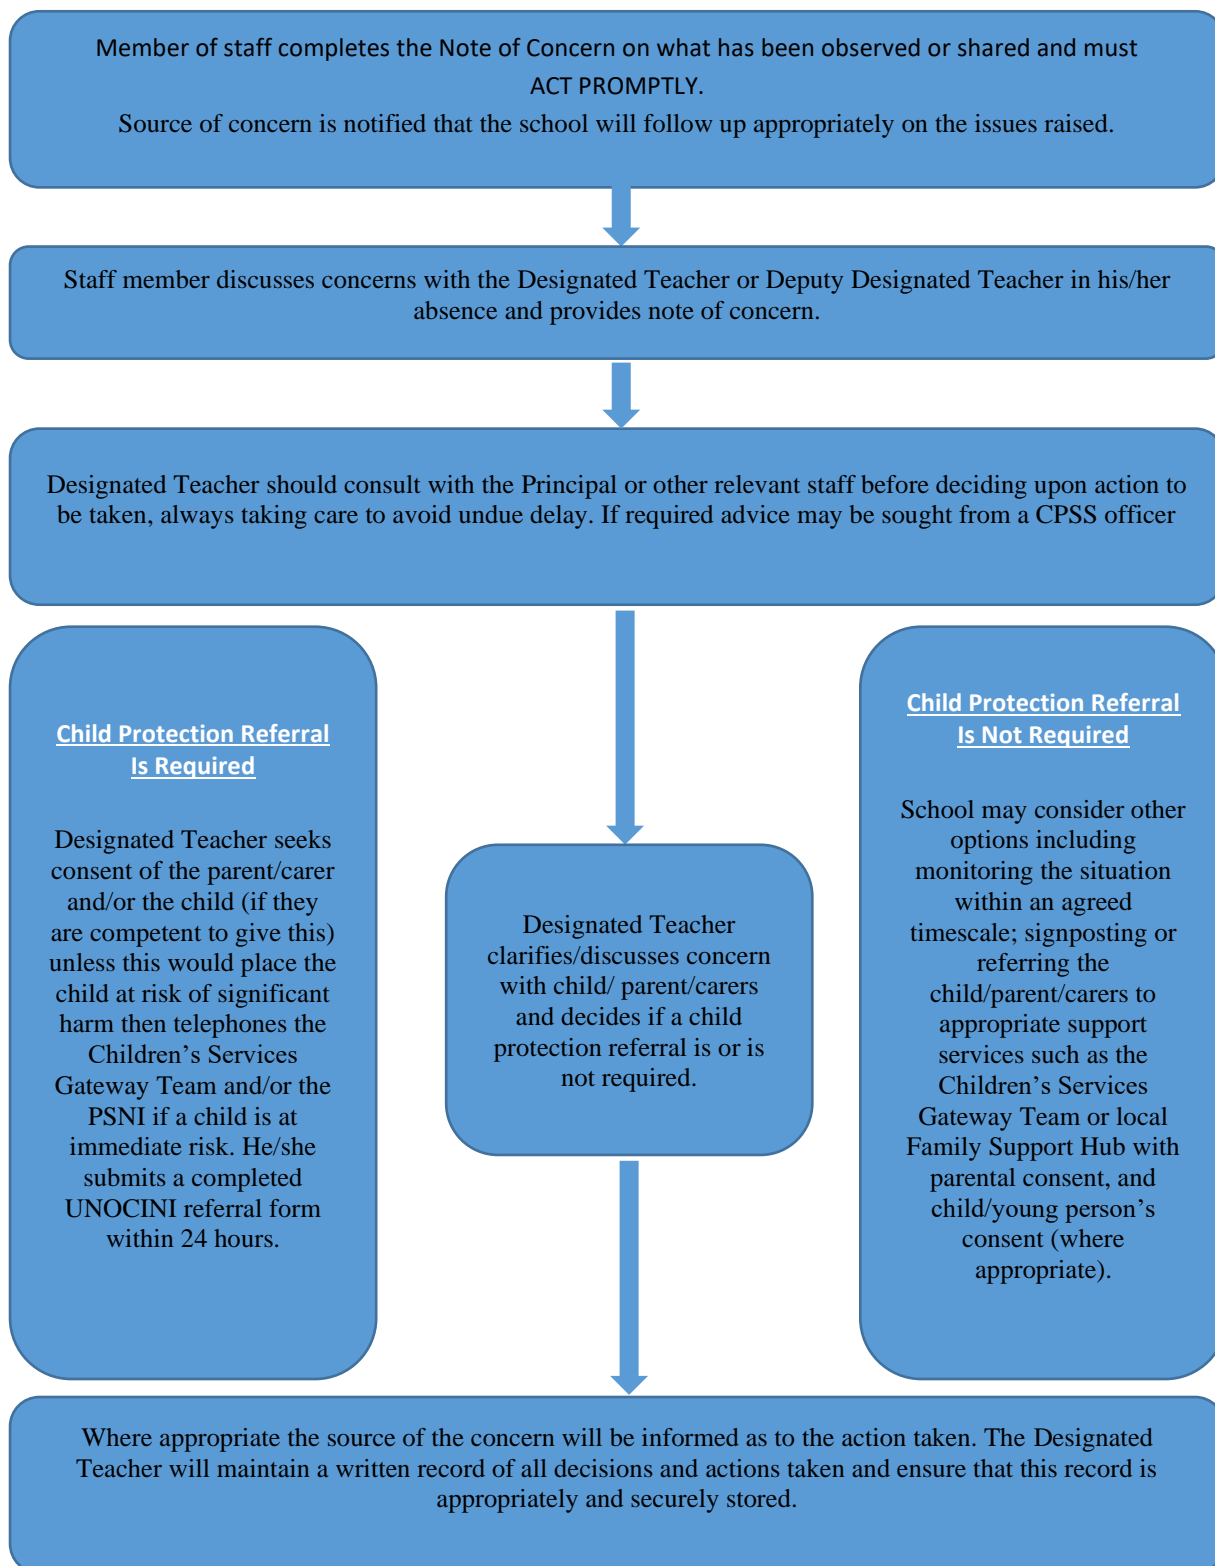 Member of staff completes the Note of Concern on what has been observed or shared and must
ACT PROMPTLY.
Source of concern is notified that the school will follow up appropriately on the issues raised.
Staff member discusses concerns with the Designated Teacher or Deputy Designated Teacher in his/her
absence and provides note of concern.
Designated Teacher should consult with the Principal or other relevant staff before deciding upon action to
be taken, always taking care to avoid undue delay. If required advice may be sought from a CPSS officer
Child Protection Referral
Is Required
Designated Teacher seeks
consent of the parent/carer
and/or the child (if they
are competent to give this)
unless this would place the
child at risk of significant
harm then telephones the
Children’s Services
Gateway Team and/or the
PSNI if a child is at
immediate risk. He/she
submits a completed
UNOCINI referral form
within 24 hours.
Designated Teacher
clarifies/discusses concern
with child/ parent/carers
and decides if a child
protection referral is or is
not required.
Child Protection Referral
Is Not Required
School may consider other
options including
monitoring the situation
within an agreed
timescale; signposting or
referring the
child/parent/carers to
appropriate support
services such as the
Children’s Services
Gateway Team or local
Family Support Hub with
parental consent, and
child/young person’s
consent (where
appropriate).
Where appropriate the source of the concern will be informed as to the action taken. The Designated
Teacher will maintain a written record of all decisions and actions taken and ensure that this record is
appropriately and securely stored.